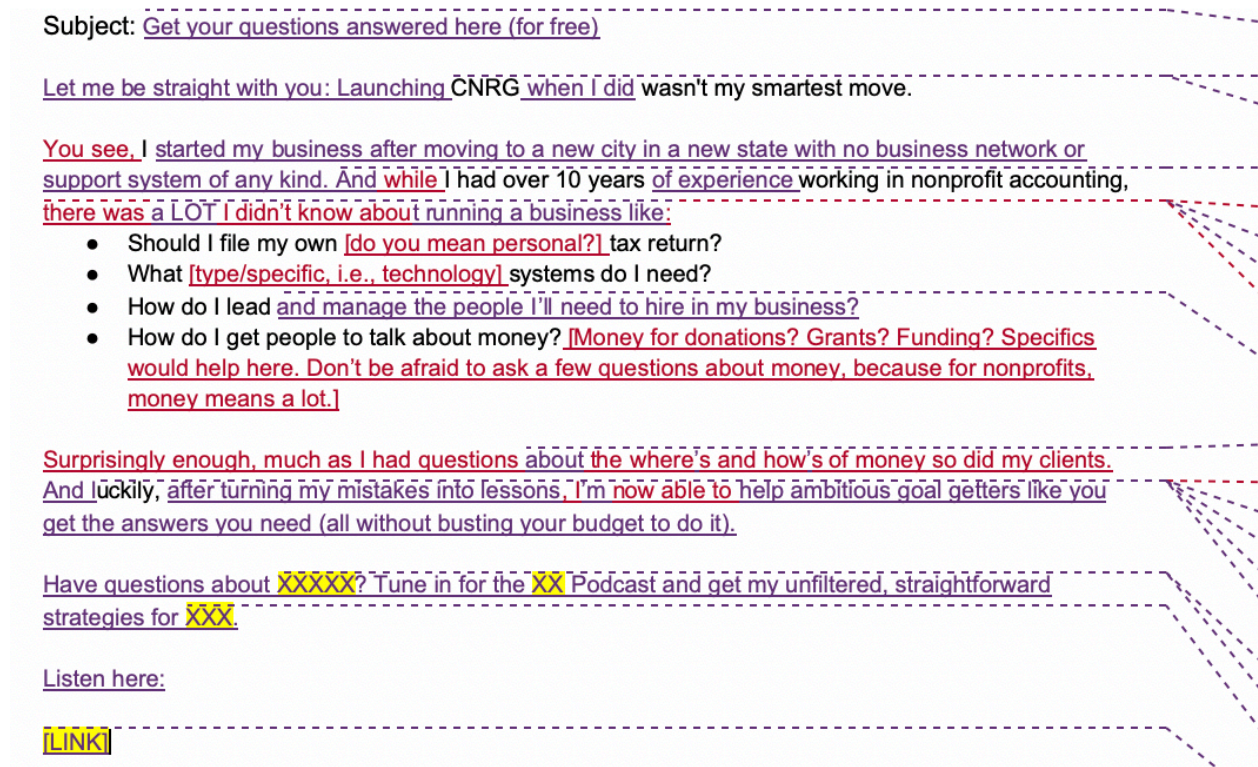 Subject: Get your questions answered here (for free)
Let me be straight with you: Launching CNRG when I did wasn't my smartest move.
You see, I started my business after moving to a new city in a new state with no business network or
support system of any kind. And while I had over 10 years of experience working in nonprofit accounting,
there was a LOT I didn't know about running a business like:
● Should I file my own [do you mean personal?] tax return?
● What [type/specific, i.e., technology] systems do I need?
● How do I lead and manage the people I'll need to hire in my business?
● How do I get people to talk about money? [Money for donations? Grants? Funding? Specifics
would help here. Don't be afraid to ask a few questions about money, because for nonprofits,
money means a lot.]
Surprisingly enough, much as I had questions about the where's and how's of money so did my clients.
And luckily, after turning my mistakes into lessons, I'm now able to help ambitious goal getters like you
get the answers you need (all without busting your budget to do it).
Have questions about XXXXX? Tune in for the XX Podcast and get my unfiltered, straightforward
strategies for XXX.
Listen here:
[LINK]